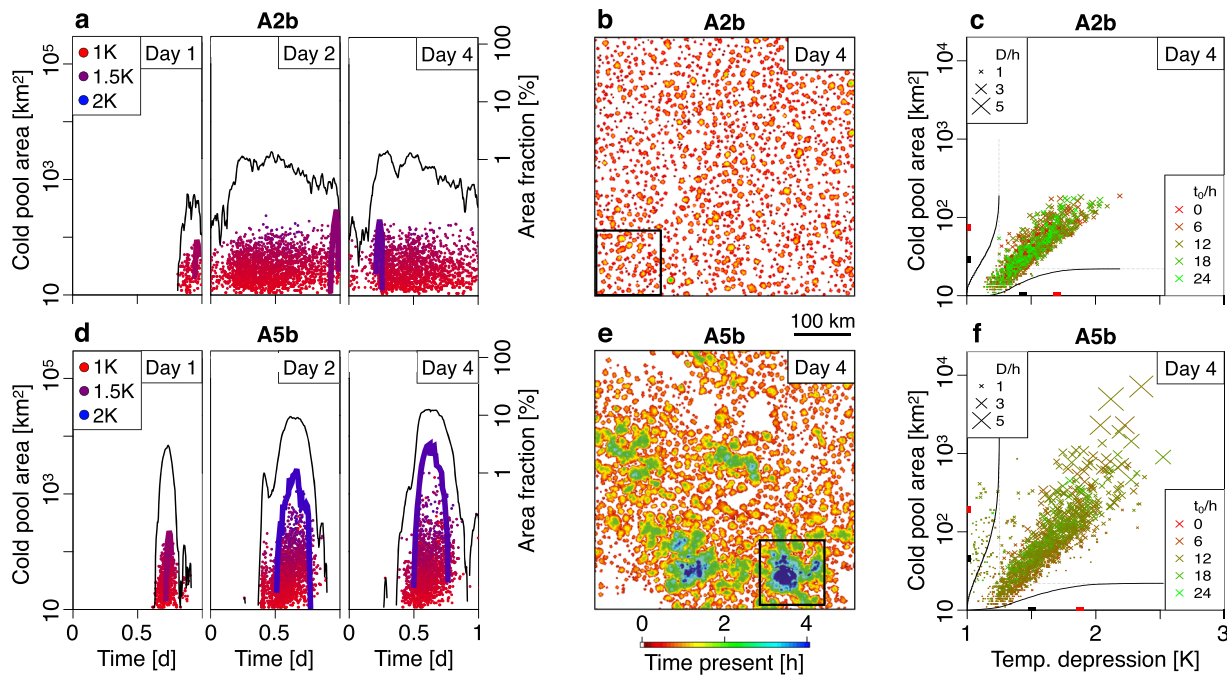 a
A2b
1K
1.5K
2K
Day 1
Day 2
Day 4
Cold pool area [km²]
10⁵
10³
10
Area fraction [%]
100
10
1
b
A2b
Day 4
100 km
c
A2b
D/h
1
3
5
Day 4
t₀/h
0
6
12
18
24
Cold pool area [km²]
10⁴
10³
10²
10
d
A5b
1K
1.5K
2K
Day 1
Day 2
Day 4
Cold pool area [km²]
10⁵
10³
10
Area fraction [%]
100
10
1
0 0.5 0 0.5 0 0.5 1
Time [d] Time [d] Time [d]
e
A5b
Day 4
0 2 4
Time present [h]
f
A5b
D/h
1
3
5
Day 4
t₀/h
0
6
12
18
24
Cold pool area [km²]
10⁴
10³
10²
10
1 2 3
Temp. depression [K]